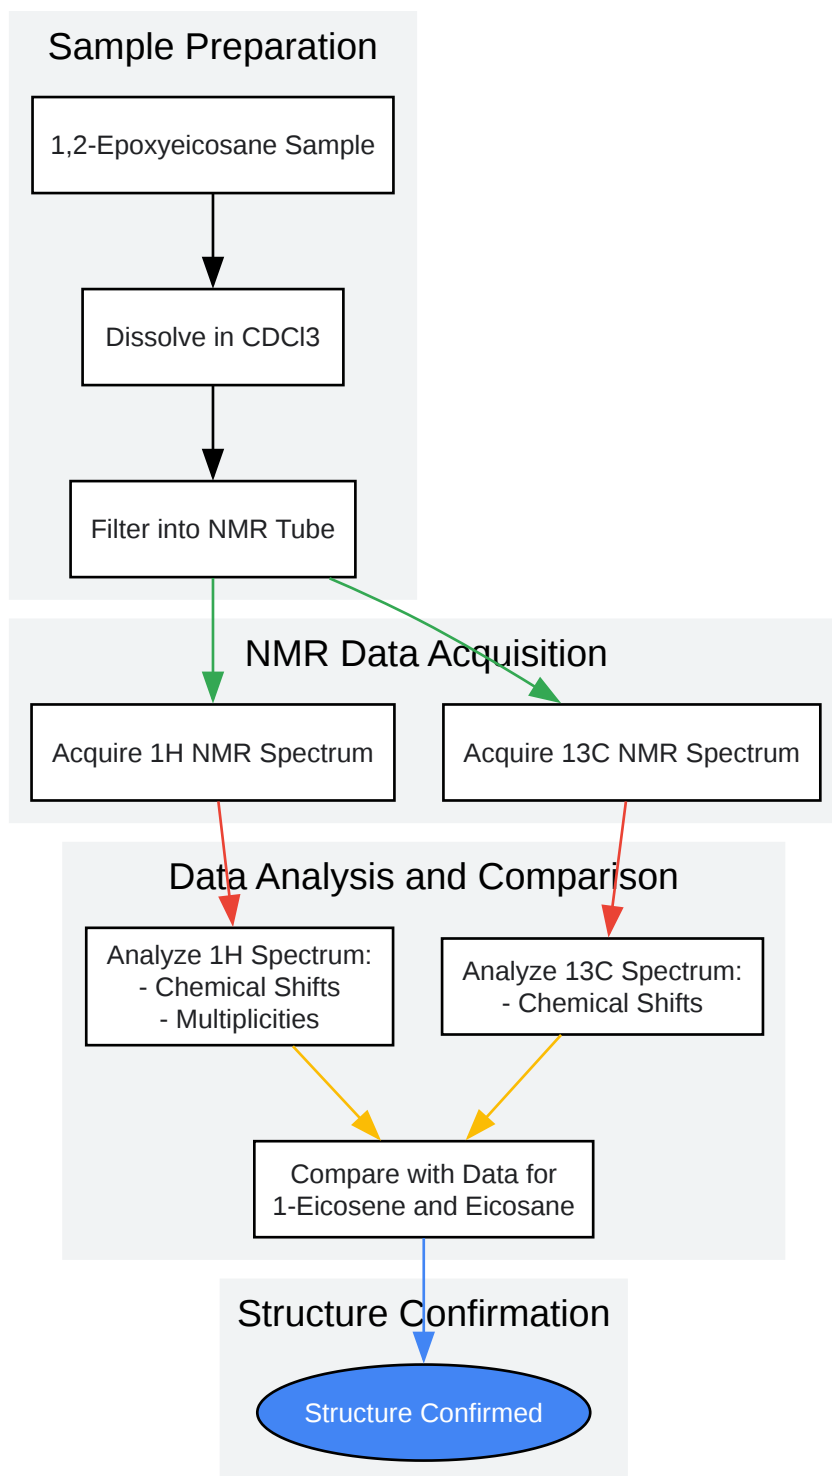 Sample Preparation
1,2-Epoxyeicosane Sample
Dissolve in CDCl3
Filter into NMR Tube
NMR Data Acquisition
Acquire 1H NMR Spectrum
Acquire 13C NMR Spectrum
Data Analysis and Comparison
Analyze 1H Spectrum:
- Chemical Shifts
- Multiplicities
Analyze 13C Spectrum:
- Chemical Shifts
Compare with Data for
1-Eicosene and Eicosane
Structure Confirmation
Structure Confirmed